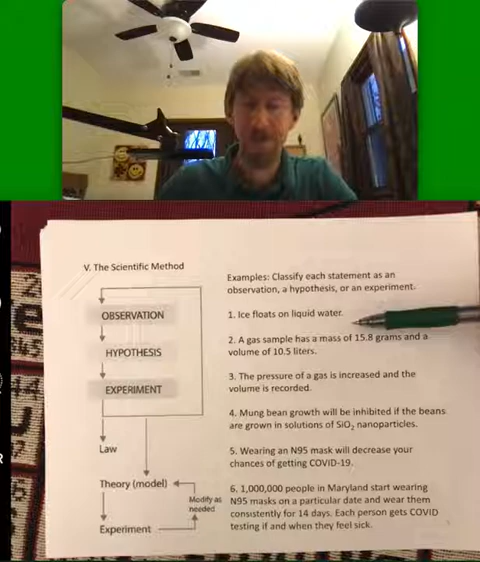 V. The Scientific Method
OBSERVATION
HYPOTHESIS
EXPERIMENT
Law
Theory (model)
Modify as
needed
Experiment
Examples: Classify each statement as an
observation, a hypothesis, or an experiment.
1. Ice floats on liquid water.
2. A gas sample has a mass of 15.8 grams and a
volume of 10.5 liters.
3. The pressure of a gas is increased and the
volume is recorded.
4. Mung bean growth will be inhibited if the beans
are grown in solutions of SiO₂ nanoparticles.
5. Wearing an N95 mask will decrease your
chances of getting COVID-19.
6. 1,000,000 people in Maryland start wearing
N95 masks on a particular date and wear them
consistently for 14 days. Each person gets COVID
testing if and when they feel sick.
44